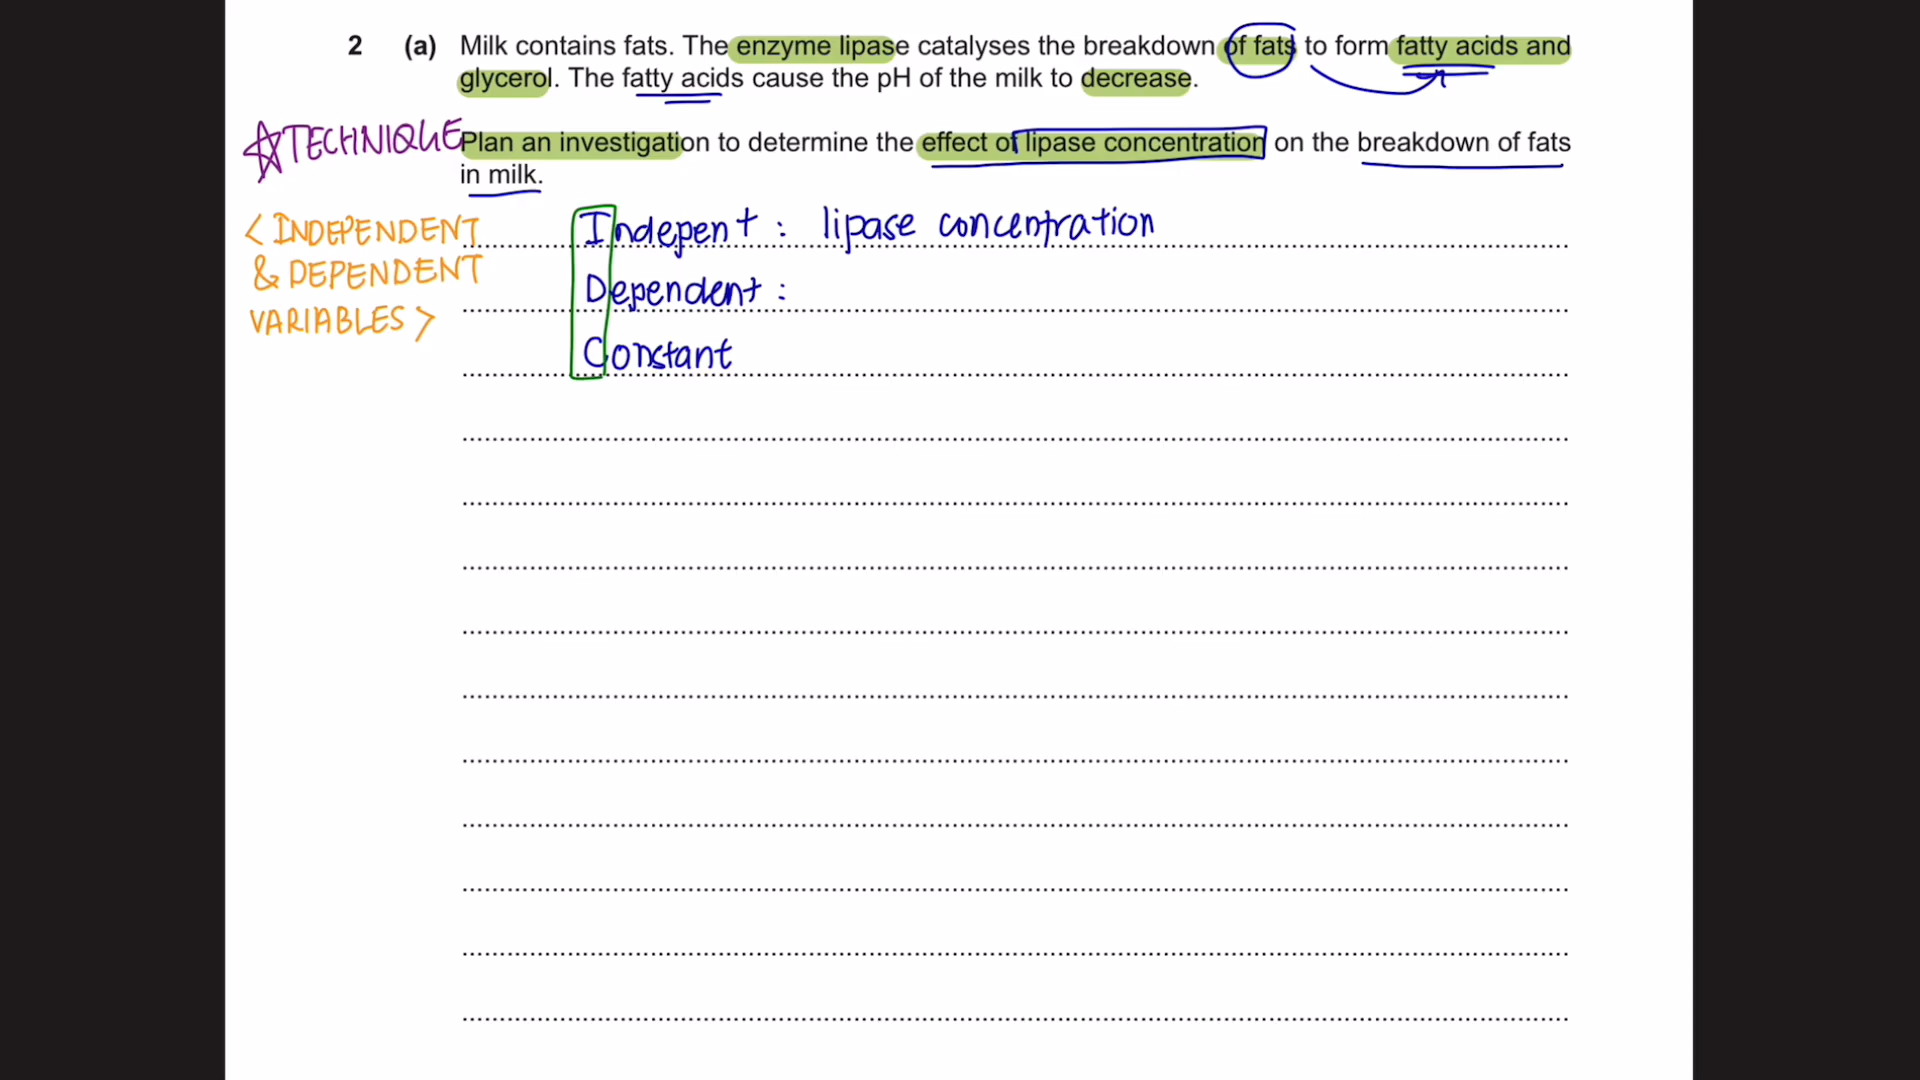 2 (a) Milk contains fats. The enzyme lipase catalyses the breakdown of fats to form fatty acids and
glycerol. The fatty acids cause the pH of the milk to decrease.
☆TECHNIQUE
Plan an investigation to determine the effect of lipase concentration on the breakdown of fats
in milk.
< INDEPENDENT
& DEPENDENT
VARIABLES >
Indepent : lipase concentration
Dependent :
Constant